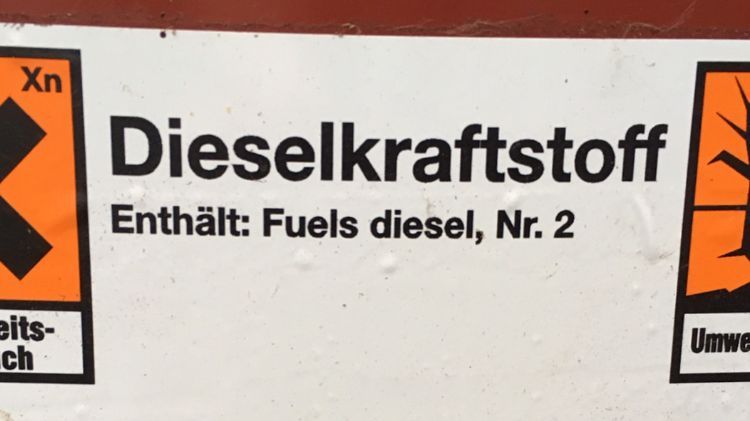 Xn
Dieselkraftstoff
Enthält: Fuels diesel, Nr. 2
eits-
ch
Umwe